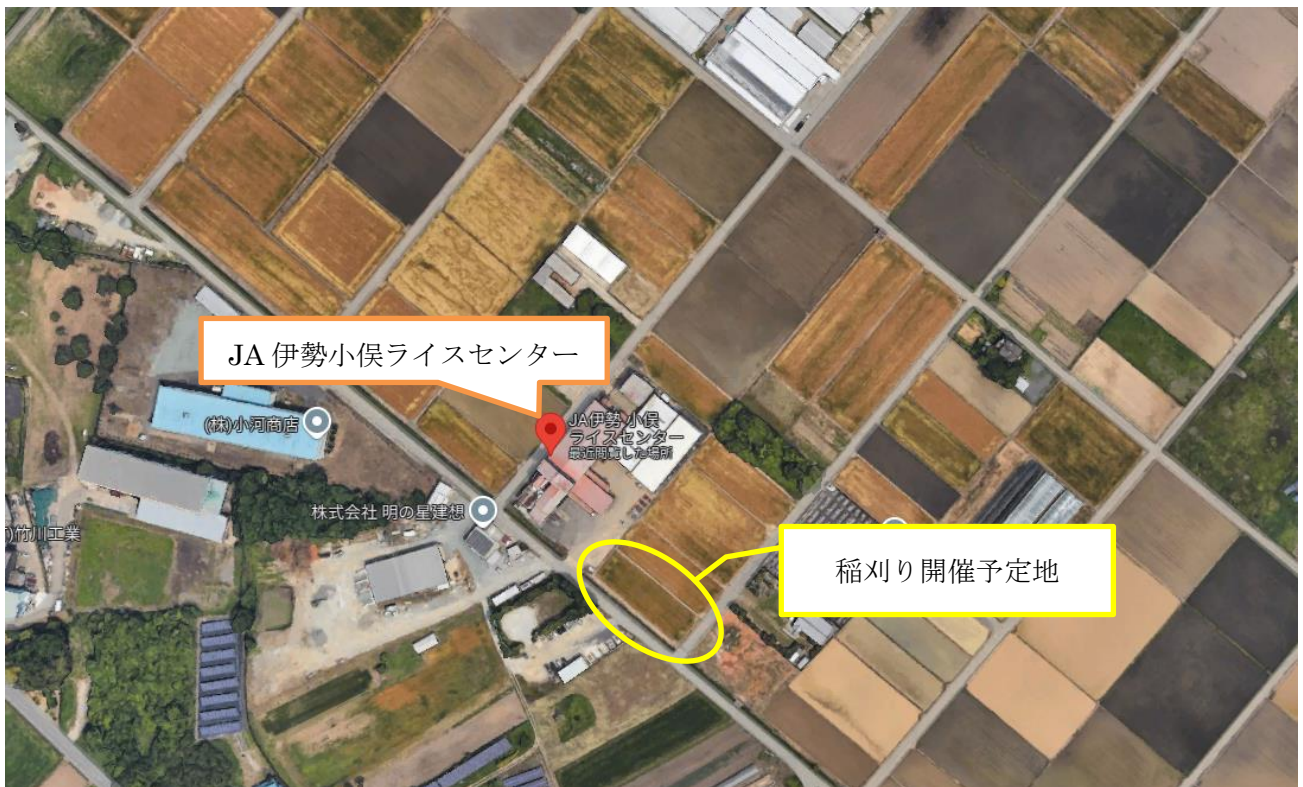 JA 伊勢小俣ライスセンター
(株)小河商店
JA伊勢 小俣
ライスセンター
最近閲覧した場所
株式会社 明の星建想
)竹川工業
稲刈り開催予定地